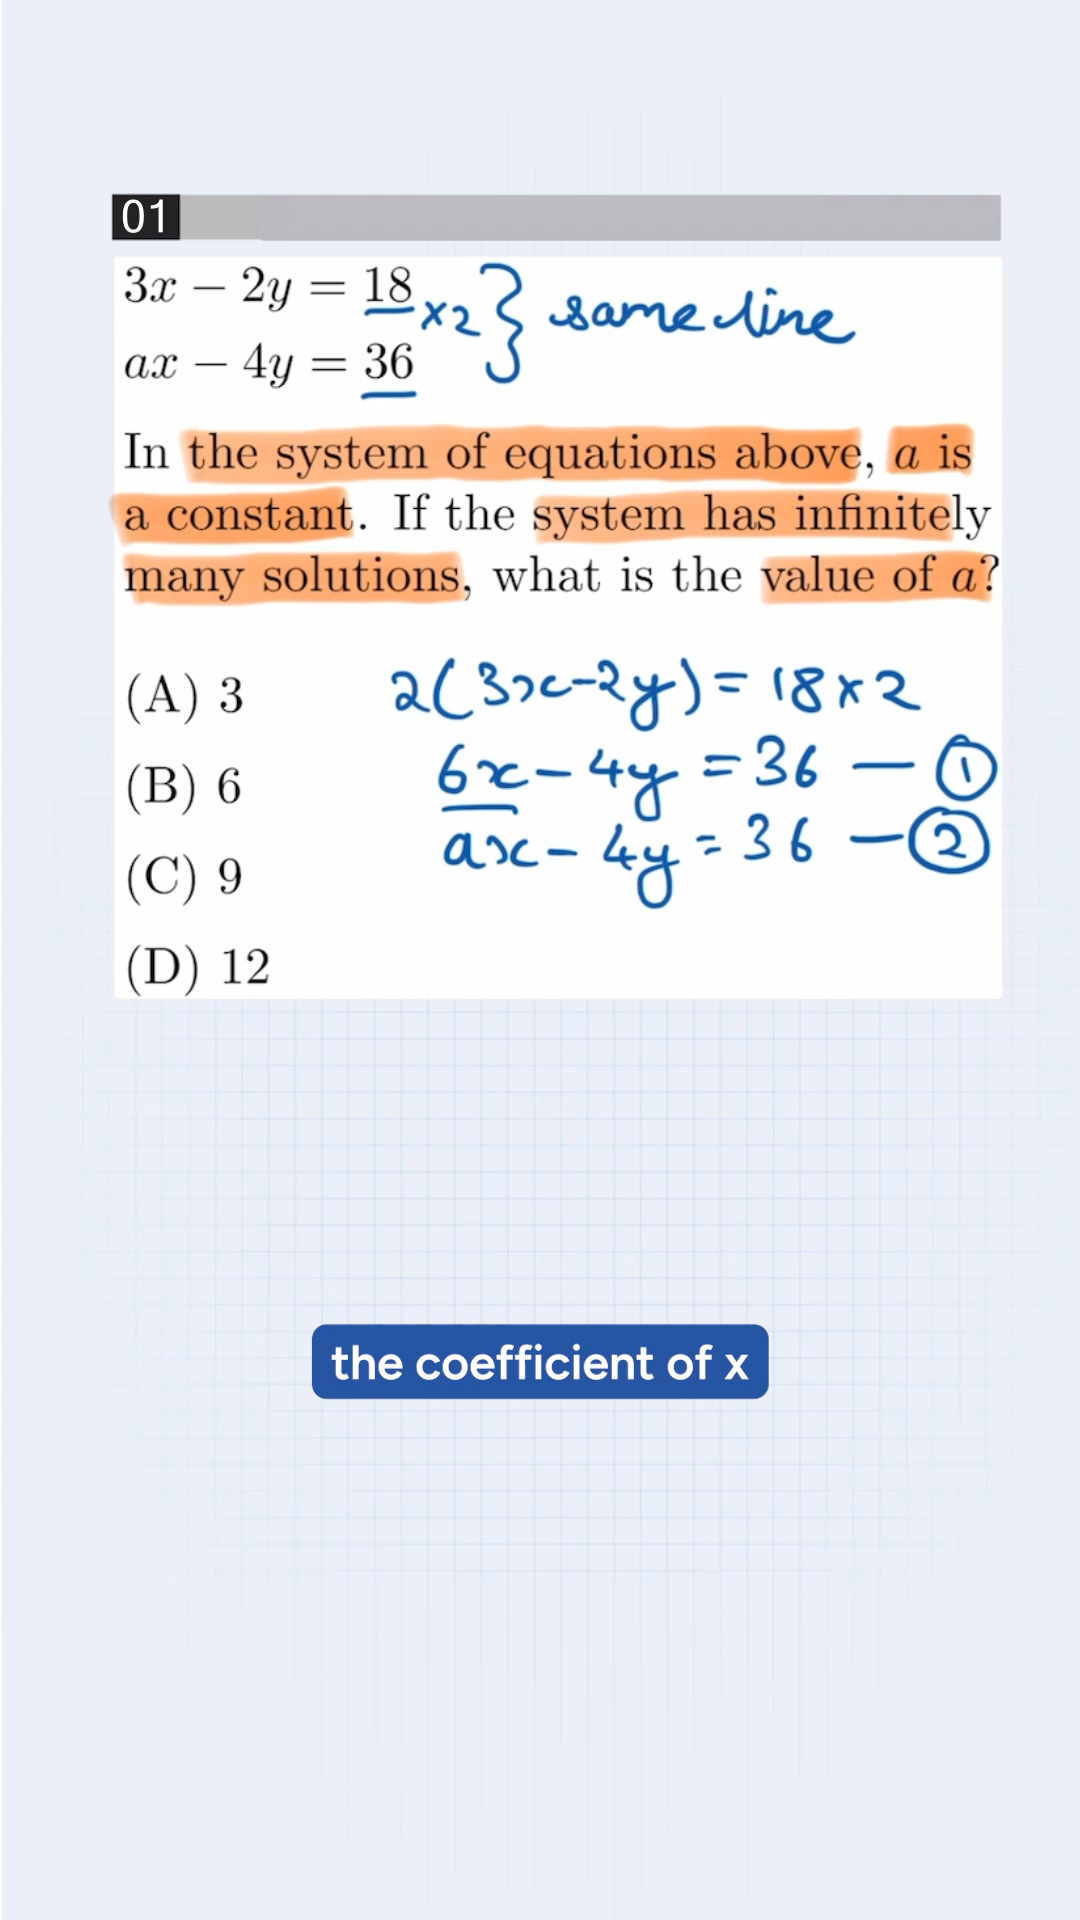 01
3x − 2y = 18 ×2 } same line
ax − 4y = 36
In the system of equations above, a is
a constant. If the system has infinitely
many solutions, what is the value of a?
(A) 3
2(3x-2y) = 18×2
(B) 6
6x - 4y = 36 — ①
ax - 4y = 36 — ②
(C) 9
(D) 12
the coefficient of x